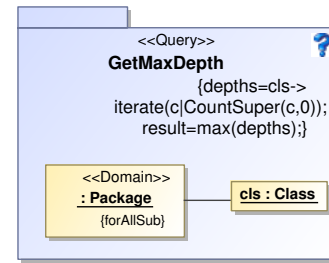 <<Query>>
?
GetMaxDepth
{depths=cls->
iterate(c|CountSuper(c,0));
result=max(depths);}
<<Domain>>
: Package
{forAllSub}
cls : Class